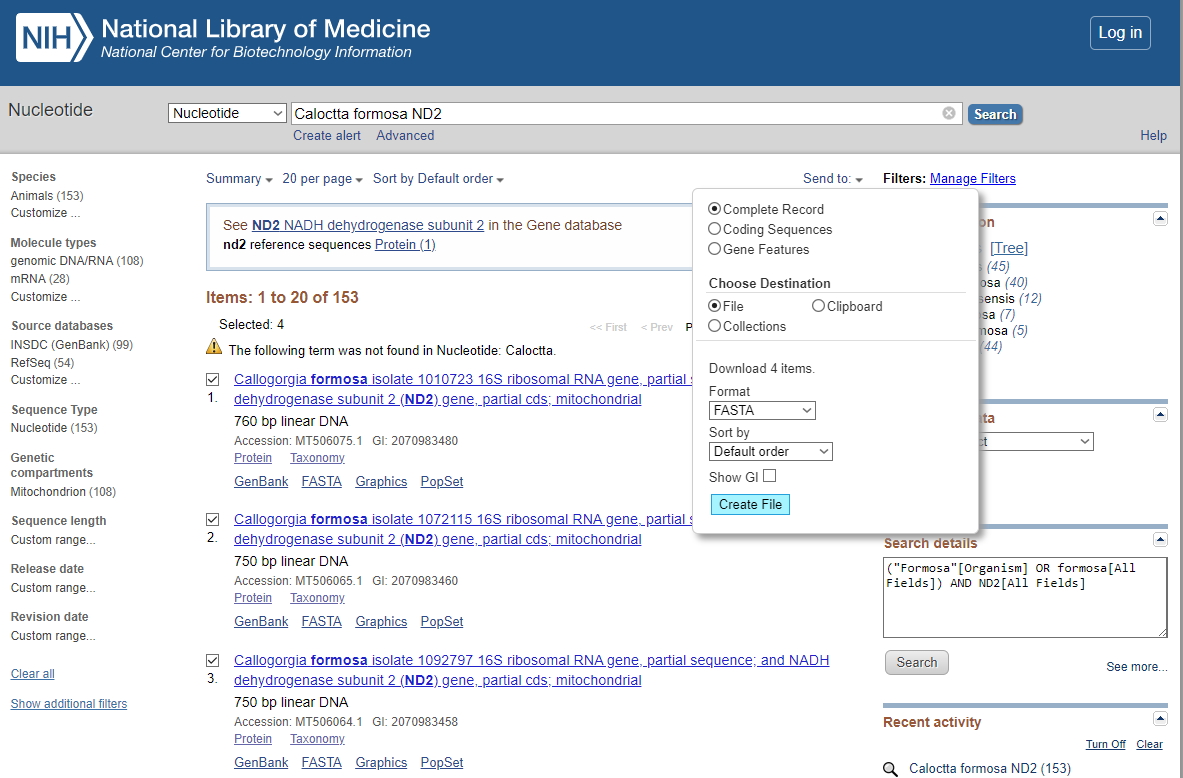 NIH National Library of Medicine
National Center for Biotechnology Information
Log in
Nucleotide
Nucleotide
Caloctta formosa ND2
Search
Create alert Advanced
Help
Species
Animals (153)
Customize ...
Molecule types
genomic DNA/RNA (108)
mRNA (28)
Customize ...
Source databases
INSDC (GenBank) (99)
RefSeq (54)
Customize ...
Sequence Type
Nucleotide (153)
Genetic
compartments
Mitochondrion (108)
Sequence length
Custom range...
Release date
Custom range...
Revision date
Custom range...
Clear all
Show additional filters
Summary 20 per page Sort by Default order
Send to:
See ND2 NADH dehydrogenase subunit 2 in the Gene database
nd2 reference sequences Protein (1)
Items: 1 to 20 of 153
Selected: 4
<< First < Prev P
The following term was not found in Nucleotide: Caloctta.
Callogorgia formosa isolate 1010723 16S ribosomal RNA gene, partial
1. dehydrogenase subunit 2 (ND2) gene, partial cds; mitochondrial
760 bp linear DNA
Accession: MT506075.1 GI: 2070983480
Protein Taxonomy
GenBank FASTA Graphics PopSet
Callogorgia formosa isolate 1072115 16S ribosomal RNA gene, partial
2. dehydrogenase subunit 2 (ND2) gene, partial cds; mitochondrial
750 bp linear DNA
Accession: MT506065.1 GI: 2070983460
Protein Taxonomy
GenBank FASTA Graphics PopSet
Callogorgia formosa isolate 1092797 16S ribosomal RNA gene, partial sequence; and NADH
3. dehydrogenase subunit 2 (ND2) gene, partial cds; mitochondrial
750 bp linear DNA
Accession: MT506064.1 GI: 2070983458
Protein Taxonomy
GenBank FASTA Graphics PopSet
Complete Record
Coding Sequences
Gene Features
Choose Destination
File Clipboard
Collections
Download 4 items.
Format
FASTA
Sort by
Default order
Show GI
Create File
Filters: Manage Filters
on
[Tree]
(45)
osa (40)
sensis (12)
sa (7)
mosa (5)
(44)
ta
ct
Search details
("Formosa"[Organism] OR formosa[All
Fields]) AND ND2[All Fields]
Search
See more...
Recent activity
Turn Off Clear
Caloctta formosa ND2 (153)